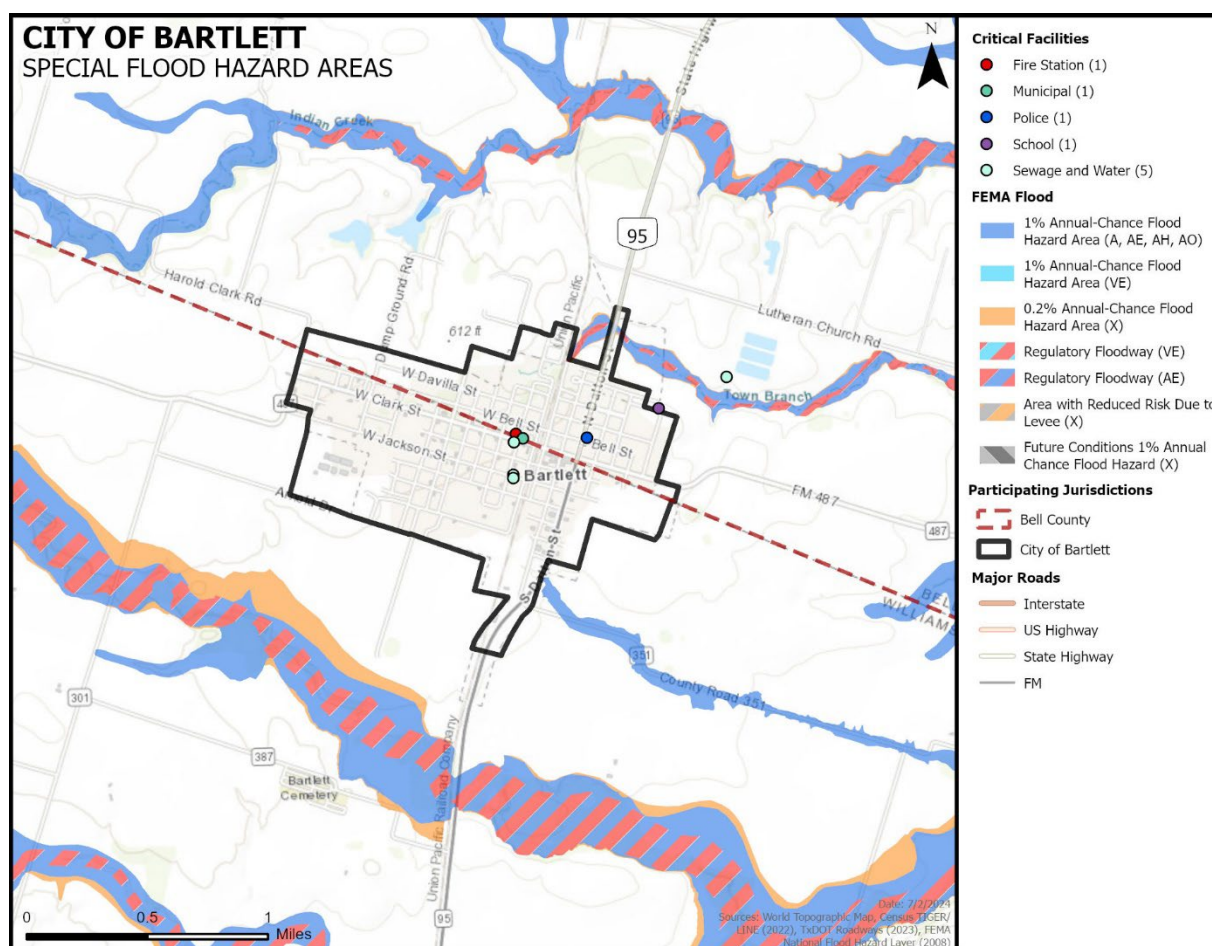 CITY OF BARTLETT
SPECIAL FLOOD HAZARD AREAS
N
Indian Creek
95
Harold Clark Rd
Dump Ground Rd
612 ft
Union Pacific
Lutheran Church Rd
Town Branch
W Davilla St
W Clark St
W Bell St
W Jackson St
Bell St
Bartlett
Arnold Dr
FM 487
487
S Dalton St
351
County Road 351
301
387
Bartlett
Cemetery
Union Pacific Railroad Company
95
0
0.5
1
Miles
Date: 7/2/2024
Sources: World Topographic Map, Census TIGER/
LINE (2022), TxDOT Roadways (2023), FEMA
National Flood Hazard Layer (2008)
Critical Facilities
Fire Station (1)
Municipal (1)
Police (1)
School (1)
Sewage and Water (5)
FEMA Flood
1% Annual-Chance Flood
Hazard Area (A, AE, AH, AO)
1% Annual-Chance Flood
Hazard Area (VE)
0.2% Annual-Chance Flood
Hazard Area (X)
Regulatory Floodway (VE)
Regulatory Floodway (AE)
Area with Reduced Risk Due to
Levee (X)
Future Conditions 1% Annual
Chance Flood Hazard (X)
Participating Jurisdictions
Bell County
City of Bartlett
Major Roads
Interstate
US Highway
State Highway
FM